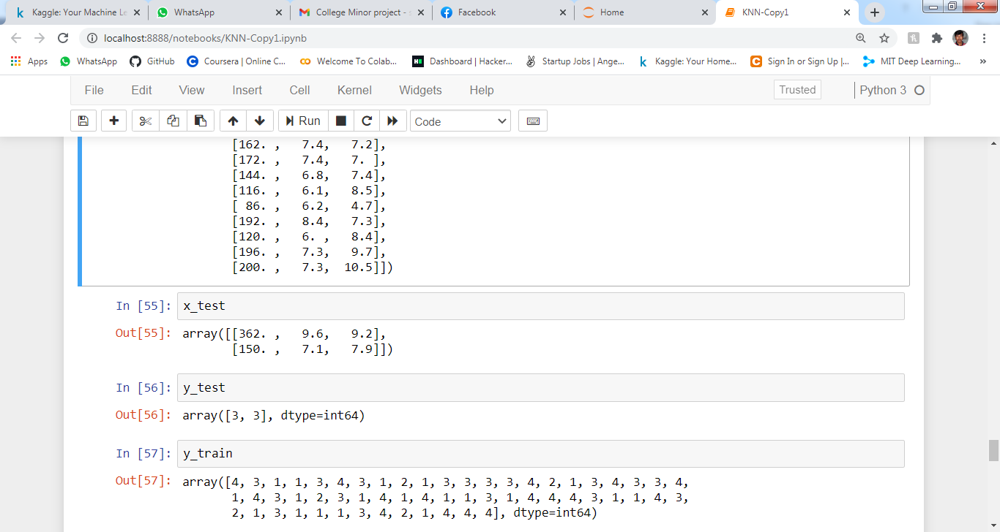 Kaggle: Your Machine Le
WhatsApp
College Minor project - s
Facebook
Home
KNN-Copy1
localhost:8888/notebooks/KNN-Copy1.ipynb
Apps WhatsApp GitHub Coursera | Online C... Welcome To Colab... Dashboard | Hacker... Startup Jobs | Ange... Kaggle: Your Home... Sign In or Sign Up |... MIT Deep Learning... »
File Edit View Insert Cell Kernel Widgets Help Trusted Python 3
Run Code
[162. ,   7.4,   7.2],
[172. ,   7.4,   7. ],
[144. ,   6.8,   7.4],
[116. ,   6.1,   8.5],
[ 86. ,   6.2,   4.7],
[192. ,   8.4,   7.3],
[120. ,   6. ,   8.4],
[196. ,   7.3,   9.7],
[200. ,   7.3,  10.5]])
In [55]: x_test
Out[55]: array([[362. ,   9.6,   9.2],
[150. ,   7.1,   7.9]])
In [56]: y_test
Out[56]: array([3, 3], dtype=int64)
In [57]: y_train
Out[57]: array([4, 3, 1, 1, 3, 4, 3, 1, 2, 1, 3, 3, 3, 3, 4, 2, 1, 3, 4, 3, 3, 4,
1, 4, 3, 1, 2, 3, 1, 4, 1, 4, 1, 1, 3, 1, 4, 4, 4, 3, 1, 1, 4, 3,
2, 1, 3, 1, 1, 1, 3, 4, 2, 1, 4, 4, 4], dtype=int64)